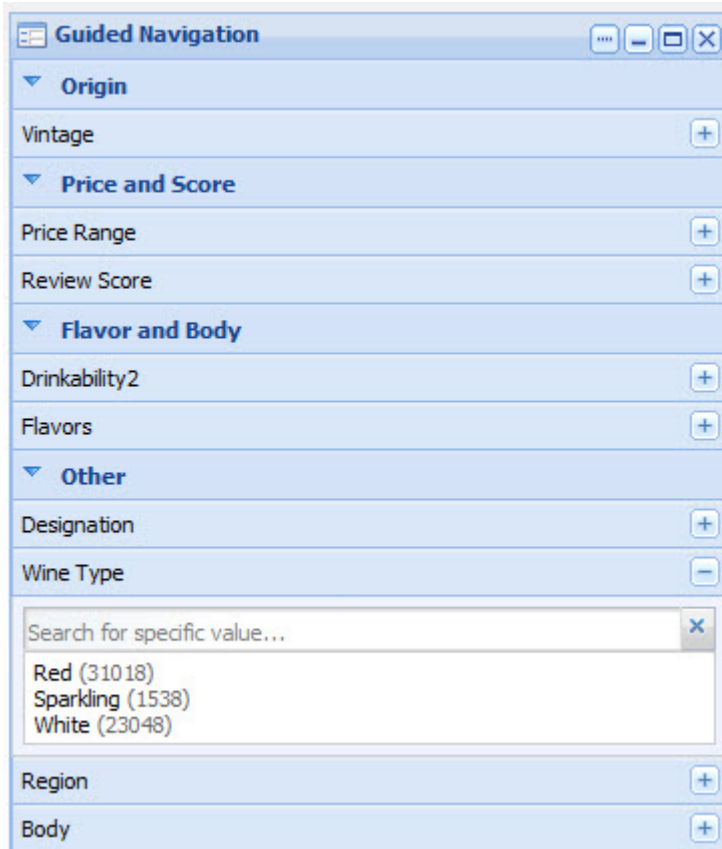 Guided Navigation
Origin
Vintage
Price and Score
Price Range
Review Score
Flavor and Body
Drinkability2
Flavors
Other
Designation
Wine Type
Search for specific value...
Red (31018)
Sparkling (1538)
White (23048)
Region
Body